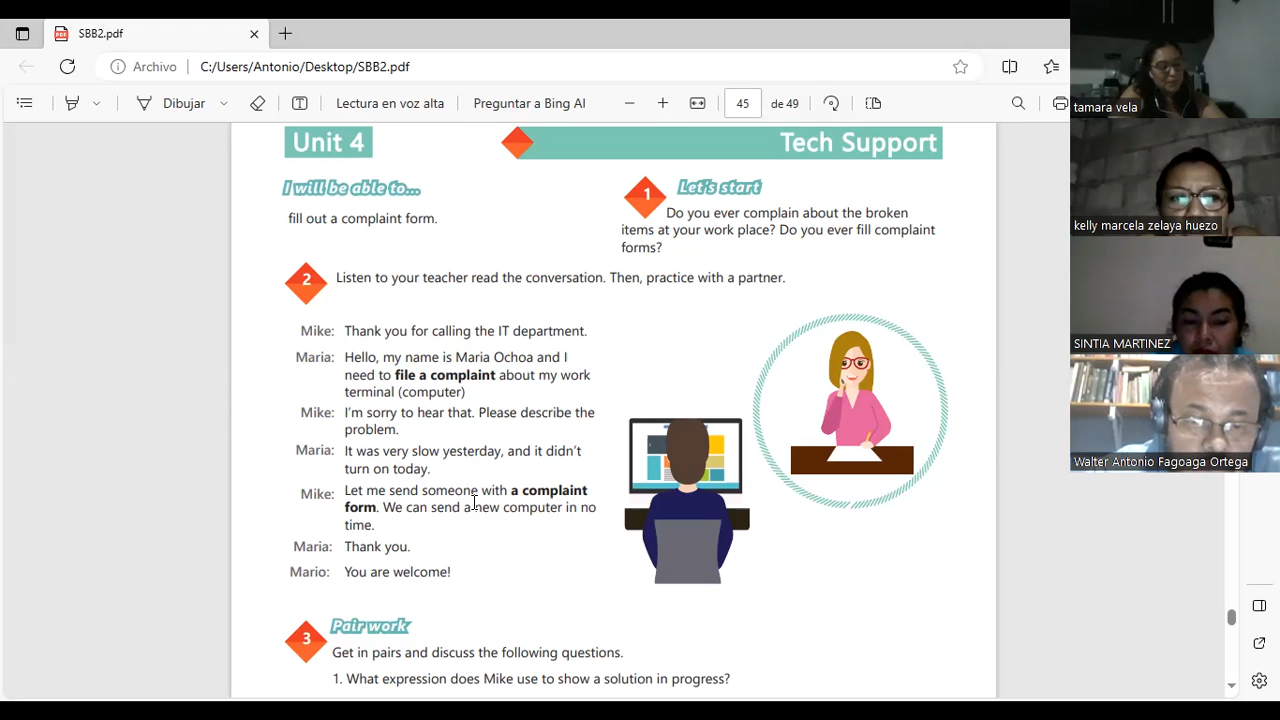 SBB2.pdf
Archivo
C:/Users/Antonio/Desktop/SBB2.pdf
Dibujar
Lectura en voz alta
Preguntar a Bing AI
45
de 49
Unit 4
Tech Support
I will be able to...
fill out a complaint form.
1
Let's start
Do you ever complain about the broken
items at your work place? Do you ever fill complaint
forms?
2
Listen to your teacher read the conversation. Then, practice with a partner.
Mike: Thank you for calling the IT department.
Maria: Hello, my name is Maria Ochoa and I
need to file a complaint about my work
terminal (computer)
Mike: I'm sorry to hear that. Please describe the
problem.
Maria: It was very slow yesterday, and it didn't
turn on today.
Mike: Let me send someone with a complaint
form. We can send a new computer in no
time.
Maria: Thank you.
Mario: You are welcome!
3
Pair work
Get in pairs and discuss the following questions.
1. What expression does Mike use to show a solution in progress?
tamara vela
kelly marcela zelaya huezo
SINTIA MARTINEZ
Walter Antonio Fagoaga Ortega